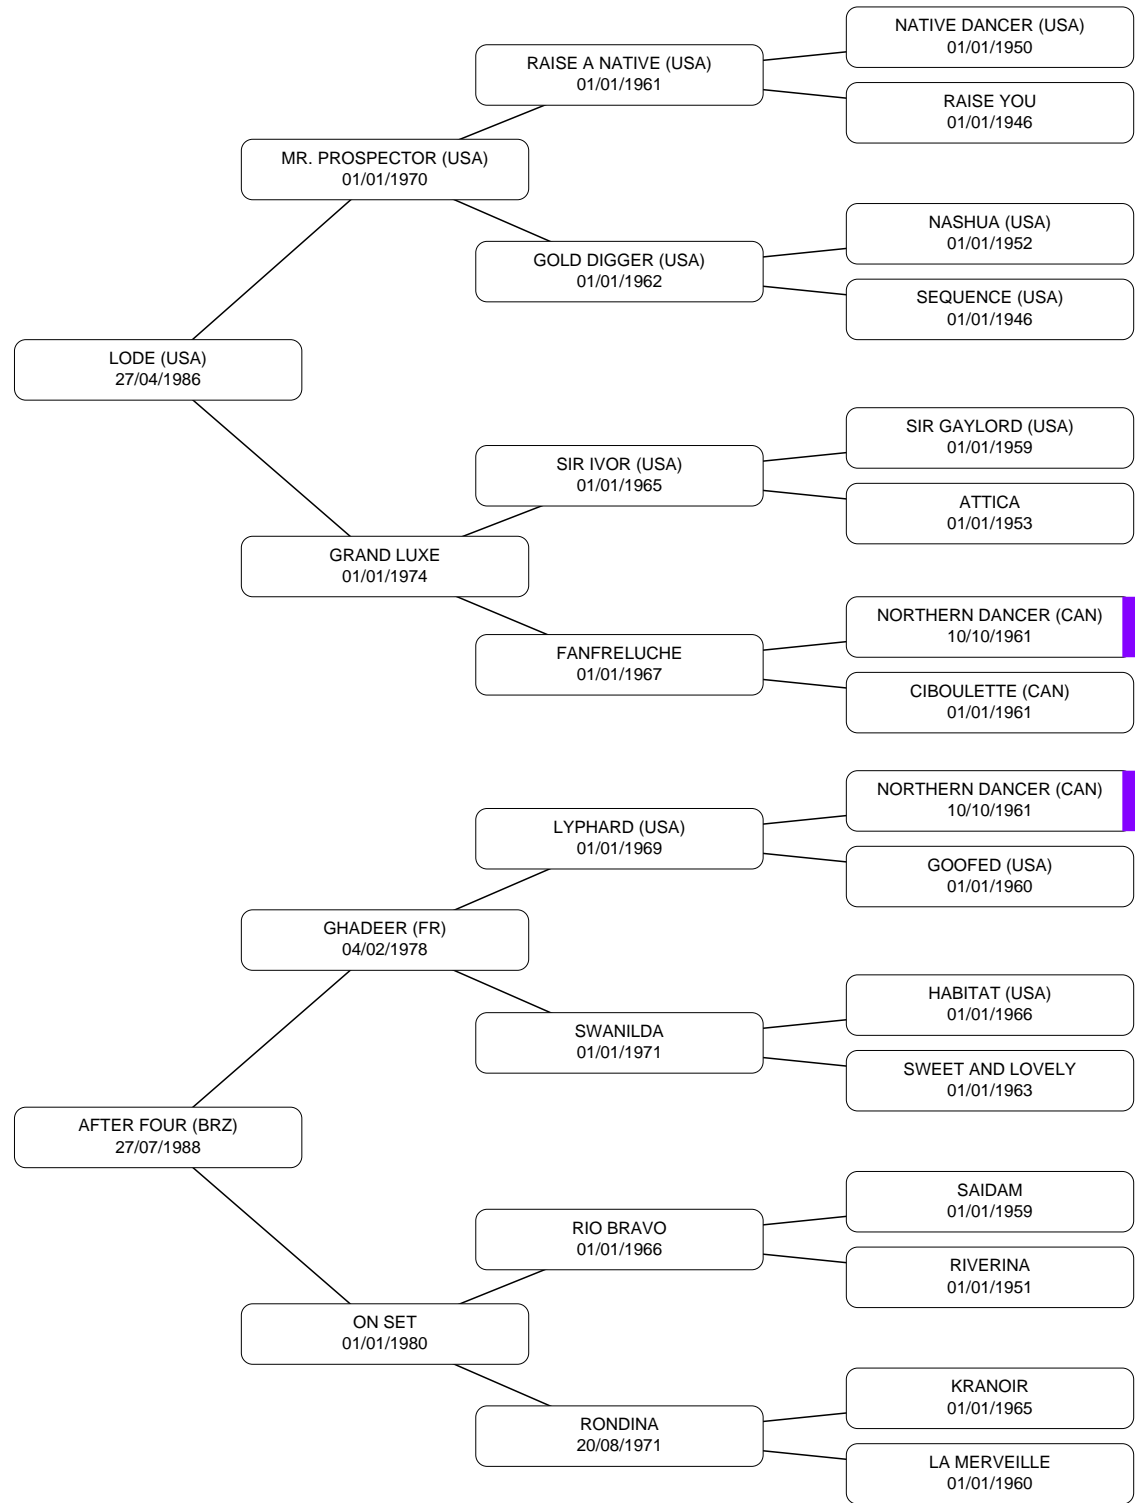 NATIVE DANCER (USA)
01/01/1950
RAISE A NATIVE (USA)
01/01/1961
RAISE YOU
01/01/1946
MR. PROSPECTOR (USA)
01/01/1970
NASHUA (USA)
01/01/1952
GOLD DIGGER (USA)
01/01/1962
SEQUENCE (USA)
01/01/1946
LODE (USA)
27/04/1986
SIR GAYLORD (USA)
01/01/1959
SIR IVOR (USA)
01/01/1965
ATTICA
01/01/1953
GRAND LUXE
01/01/1974
NORTHERN DANCER (CAN)
10/10/1961
FANFRELUCHE
01/01/1967
CIBOULETTE (CAN)
01/01/1961
NORTHERN DANCER (CAN)
10/10/1961
LYPHARD (USA)
01/01/1969
GOOFED (USA)
01/01/1960
GHADEER (FR)
04/02/1978
HABITAT (USA)
01/01/1966
SWANILDA
01/01/1971
SWEET AND LOVELY
01/01/1963
AFTER FOUR (BRZ)
27/07/1988
SAIDAM
01/01/1959
RIO BRAVO
01/01/1966
RIVERINA
01/01/1951
ON SET
01/01/1980
KRANOIR
01/01/1965
RONDINA
20/08/1971
LA MERVEILLE
01/01/1960